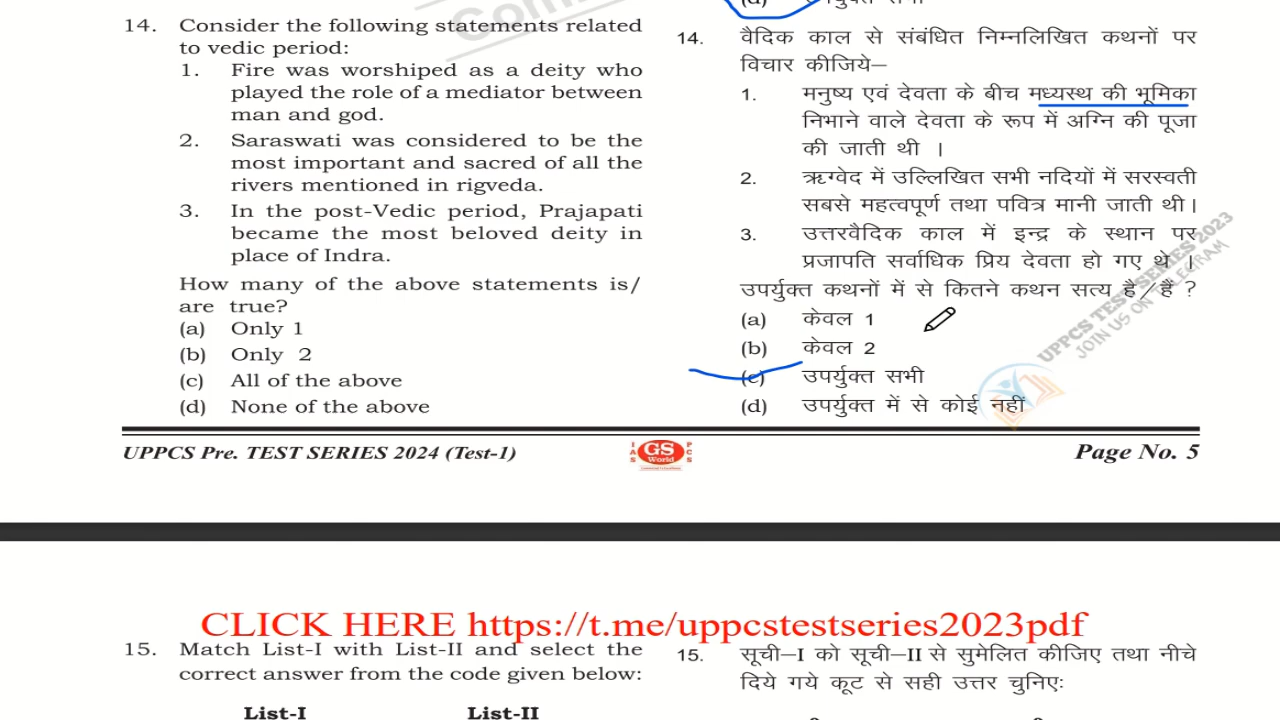 14. Consider the following statements related
to vedic period:
1. Fire was worshiped as a deity who
played the role of a mediator between
man and god.
2. Saraswati was considered to be the
most important and sacred of all the
rivers mentioned in rigveda.
3. In the post-Vedic period, Prajapati
became the most beloved deity in
place of Indra.
How many of the above statements is/
are true?
(a) Only 1
(b) Only 2
(c) All of the above
(d) None of the above
14. वैदिक काल से संबंधित निम्नलिखित कथनों पर
विचार कीजिये–
1. मनुष्य एवं देवता के बीच मध्यस्थ की भूमिका
निभाने वाले देवता के रूप में अग्नि की पूजा
की जाती थी ।
2. ऋग्वेद में उल्लिखित सभी नदियों में सरस्वती
सबसे महत्वपूर्ण तथा पवित्र मानी जाती थी।
3. उत्तरवैदिक काल में इन्द्र के स्थान पर
प्रजापति सर्वाधिक प्रिय देवता हो गए थे ।
उपर्युक्त कथनों में से कितने कथन सत्य है/हैं ?
(a) केवल 1
(b) केवल 2
(c) उपर्युक्त सभी
(d) उपर्युक्त में से कोई नहीं
UPPCS TEST SERIES 2023
JOIN US ON TELEGRAM
UPPCS Pre. TEST SERIES 2024 (Test-1)
IAS GS World PCS
Page No. 5
CLICK HERE https://t.me/uppcstestseries2023pdf
15. Match List-I with List-II and select the
correct answer from the code given below:
List-I List-II
15. सूची–I को सूची–II से सुमेलित कीजिए तथा नीचे
दिये गये कूट से सही उत्तर चुनिए: